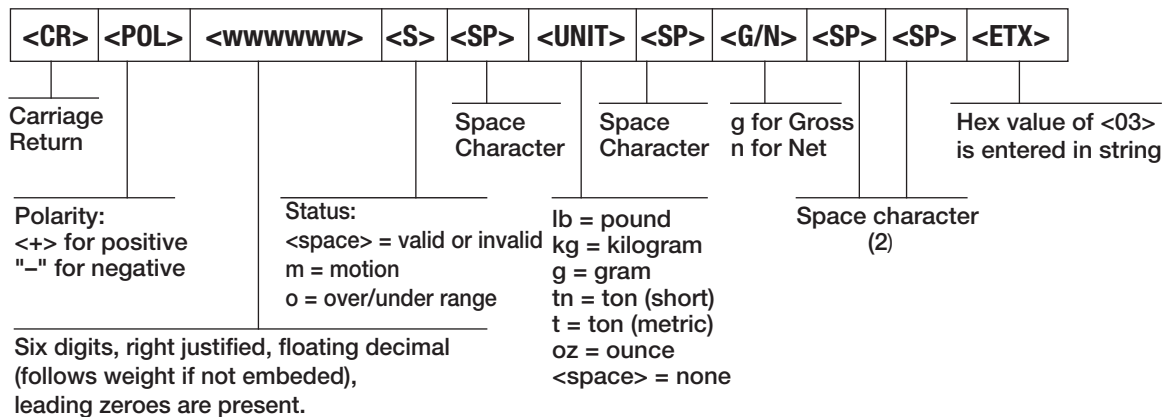 <CR> <POL> <wwwwww> <S> <SP> <UNIT> <SP> <G/N> <SP> <SP> <ETX>
Carriage
Return
Space
Character
Space
Character
g for Gross
n for Net
Hex value of <03>
is entered in string
Polarity:
<+> for positive
"–" for negative
Status:
<space> = valid or invalid
m = motion
o = over/under range
lb = pound
kg = kilogram
g = gram
tn = ton (short)
t = ton (metric)
oz = ounce
<space> = none
Space character
(2)
Six digits, right justified, floating decimal
(follows weight if not embeded),
leading zeroes are present.